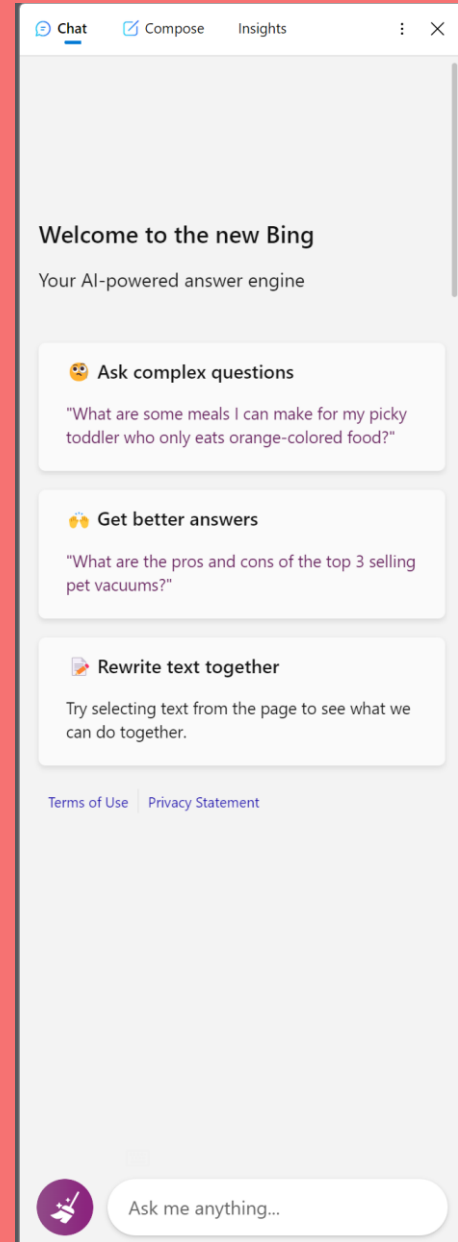 Chat Compose Insights
Welcome to the new Bing
Your AI-powered answer engine
Ask complex questions
"What are some meals I can make for my picky
toddler who only eats orange-colored food?"
Get better answers
"What are the pros and cons of the top 3 selling
pet vacuums?"
Rewrite text together
Try selecting text from the page to see what we
can do together.
Terms of Use Privacy Statement
Ask me anything...